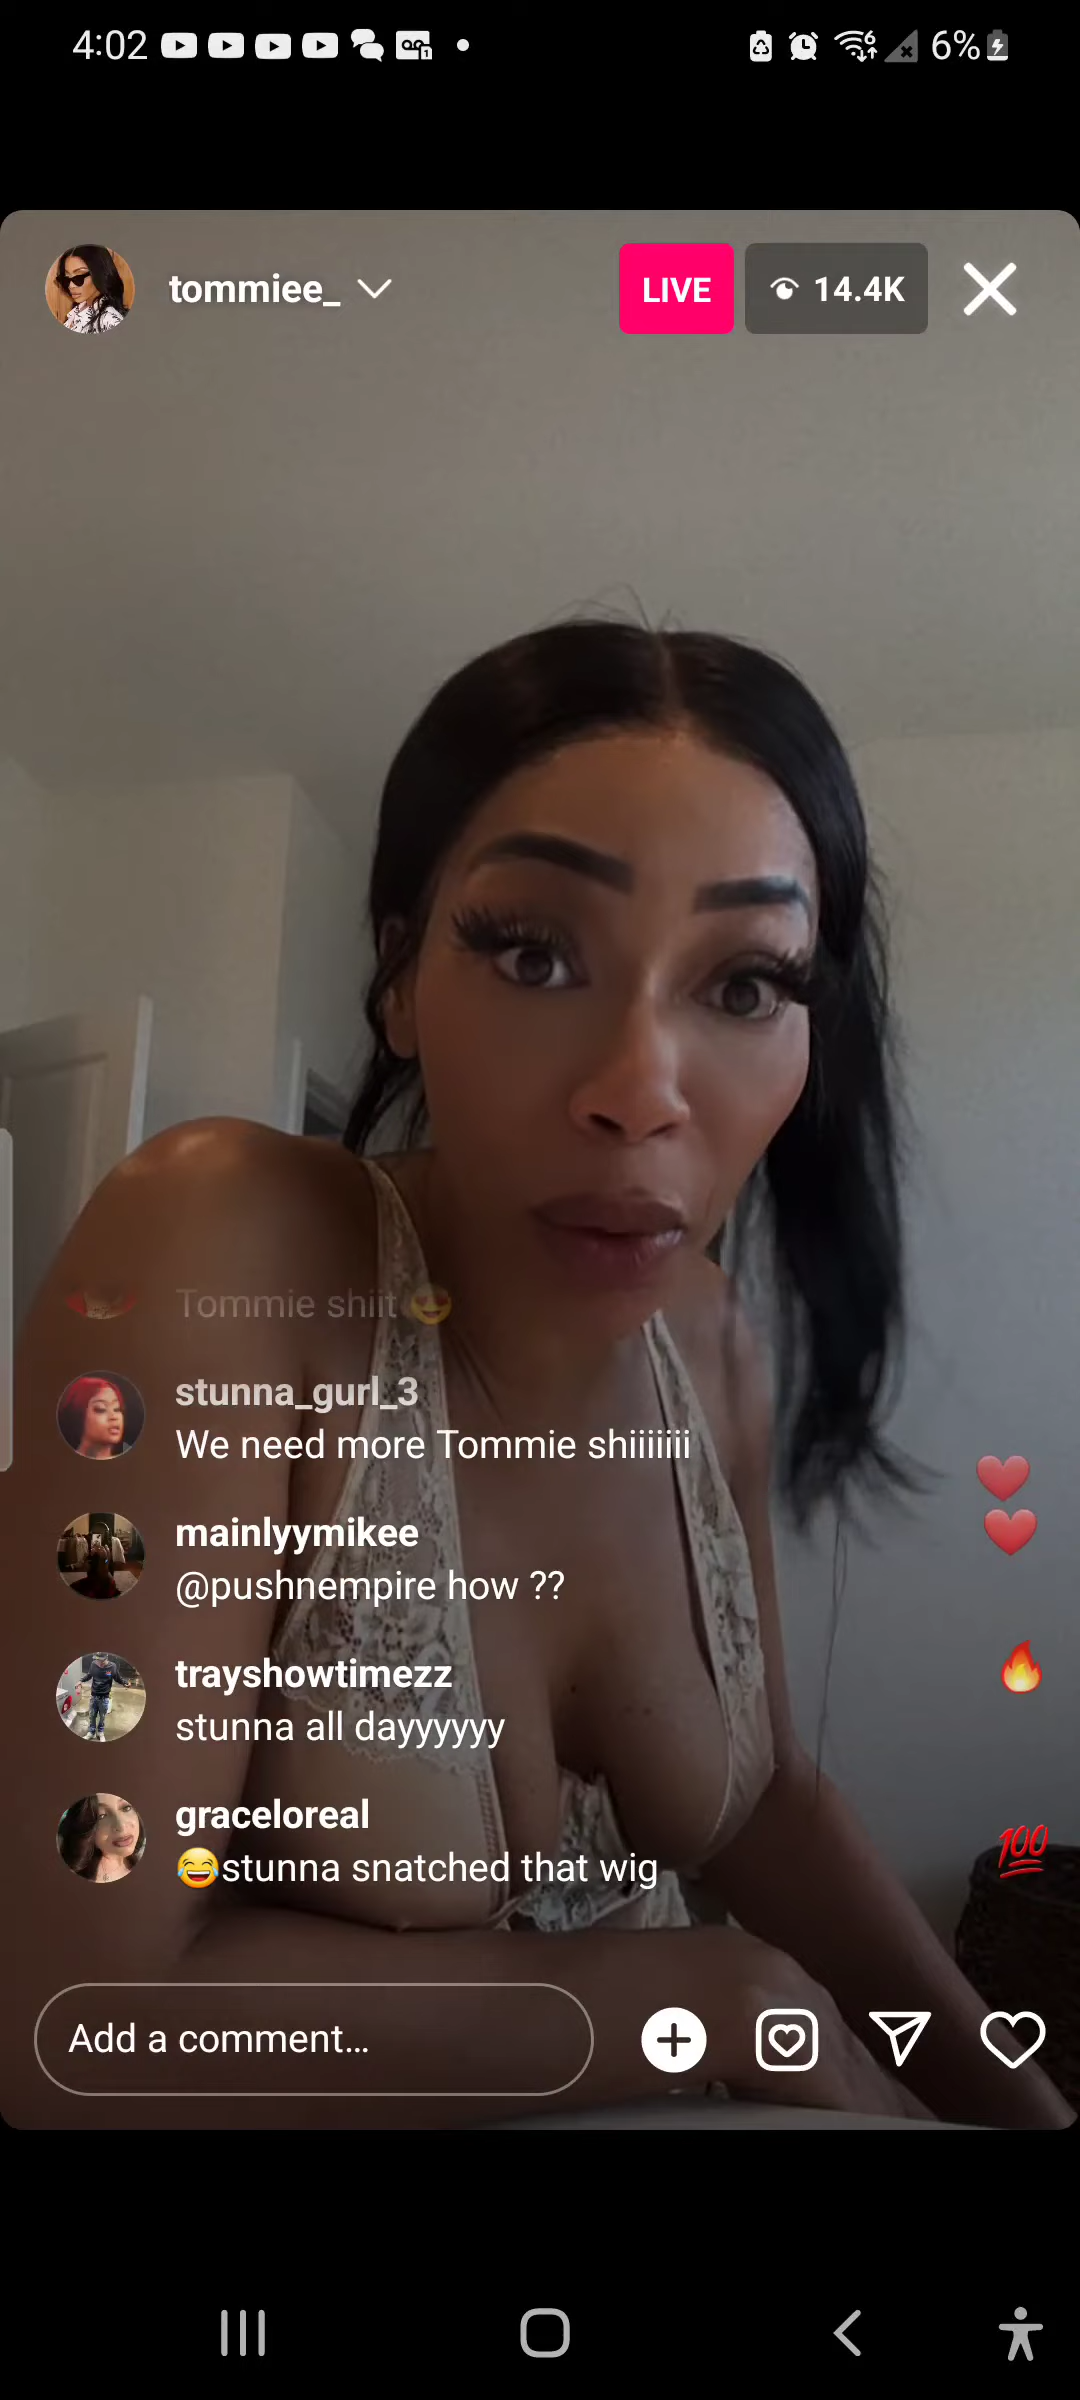 4:02
6%
tommiee_
LIVE
14.4K
Tommie shiit😍
stunna_gurl_3
We need more Tommie shiiiiiii
mainlyymikee
@pushnempire how ??
trayshowtimezz
stunna all dayyyyyy
graceloreal
😂stunna snatched that wig
100
Add a comment...